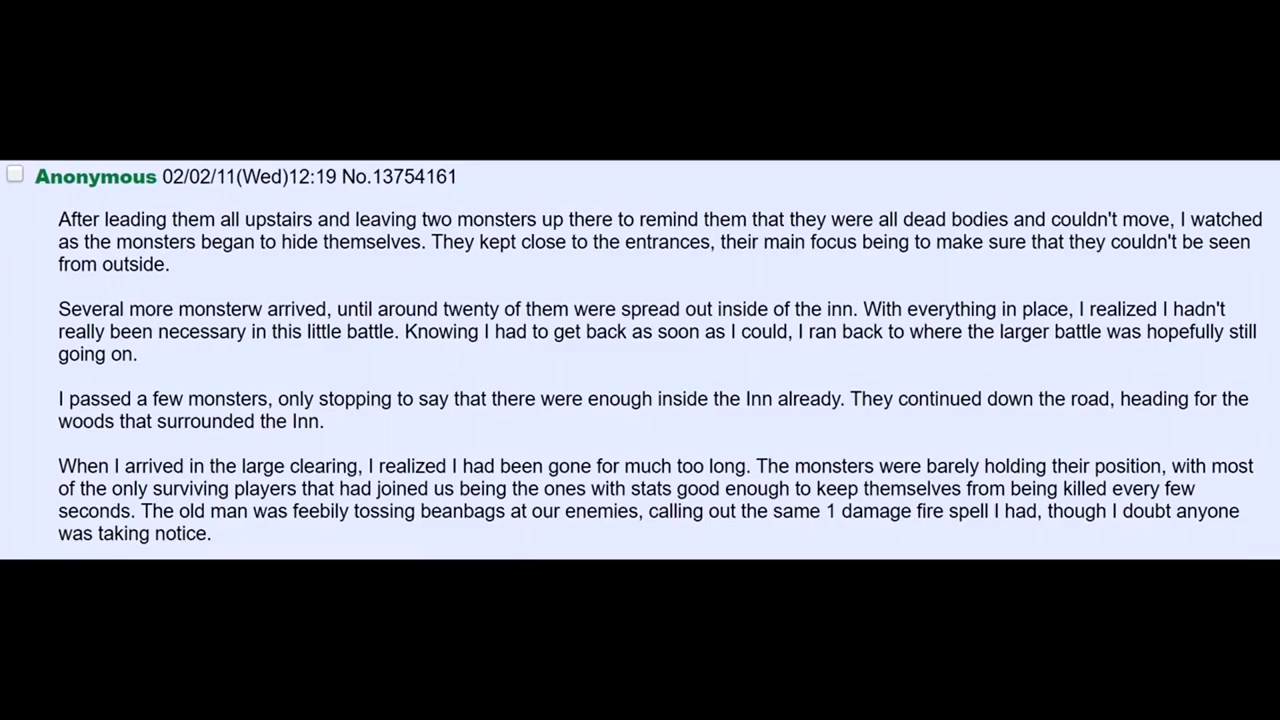 Anonymous 02/02/11(Wed)12:19 No.13754161
After leading them all upstairs and leaving two monsters up there to remind them that they were all dead bodies and couldn't move, I watched
as the monsters began to hide themselves. They kept close to the entrances, their main focus being to make sure that they couldn't be seen
from outside.
Several more monsterw arrived, until around twenty of them were spread out inside of the inn. With everything in place, I realized I hadn't
really been necessary in this little battle. Knowing I had to get back as soon as I could, I ran back to where the larger battle was hopefully still
going on.
I passed a few monsters, only stopping to say that there were enough inside the Inn already. They continued down the road, heading for the
woods that surrounded the Inn.
When I arrived in the large clearing, I realized I had been gone for much too long. The monsters were barely holding their position, with most
of the only surviving players that had joined us being the ones with stats good enough to keep themselves from being killed every few
seconds. The old man was feebily tossing beanbags at our enemies, calling out the same 1 damage fire spell I had, though I doubt anyone
was taking notice.